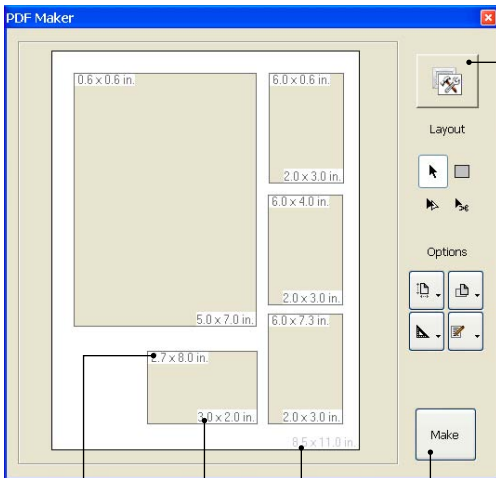 PDF Maker
0.6 x 0.6 in.
6.0 x 0.6 in.
2.0 x 3.0 in.
6.0 x 4.0 in.
2.0 x 3.0 in.
5.0 x 7.0 in.
6.0 x 7.3 in.
2.7 x 8.0 in.
3.0 x 2.0 in.
2.0 x 3.0 in.
8.5 x 11.0 in.
Layout
Options
Make